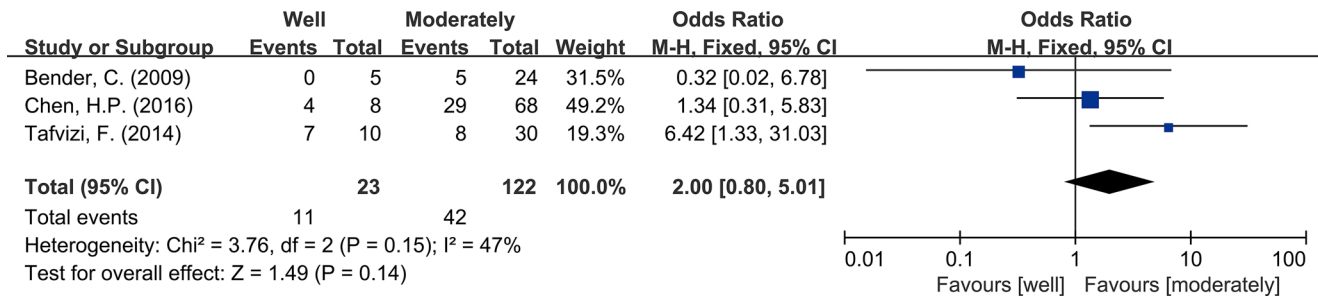 Well Moderately Odds Ratio Odds Ratio
Study or Subgroup Events Total Events Total Weight M-H, Fixed, 95% CI M-H, Fixed, 95% CI
Bender, C. (2009) 0 5 5 24 31.5% 0.32 [0.02, 6.78]
Chen, H.P. (2016) 4 8 29 68 49.2% 1.34 [0.31, 5.83]
Tafvizi, F. (2014) 7 10 8 30 19.3% 6.42 [1.33, 31.03]
Total (95% CI) 23 122 100.0% 2.00 [0.80, 5.01]
Total events 11 42
Heterogeneity: Chi² = 3.76, df = 2 (P = 0.15); I² = 47%
Test for overall effect: Z = 1.49 (P = 0.14)
0.01 0.1 1 10 100
Favours [well] Favours [moderately]